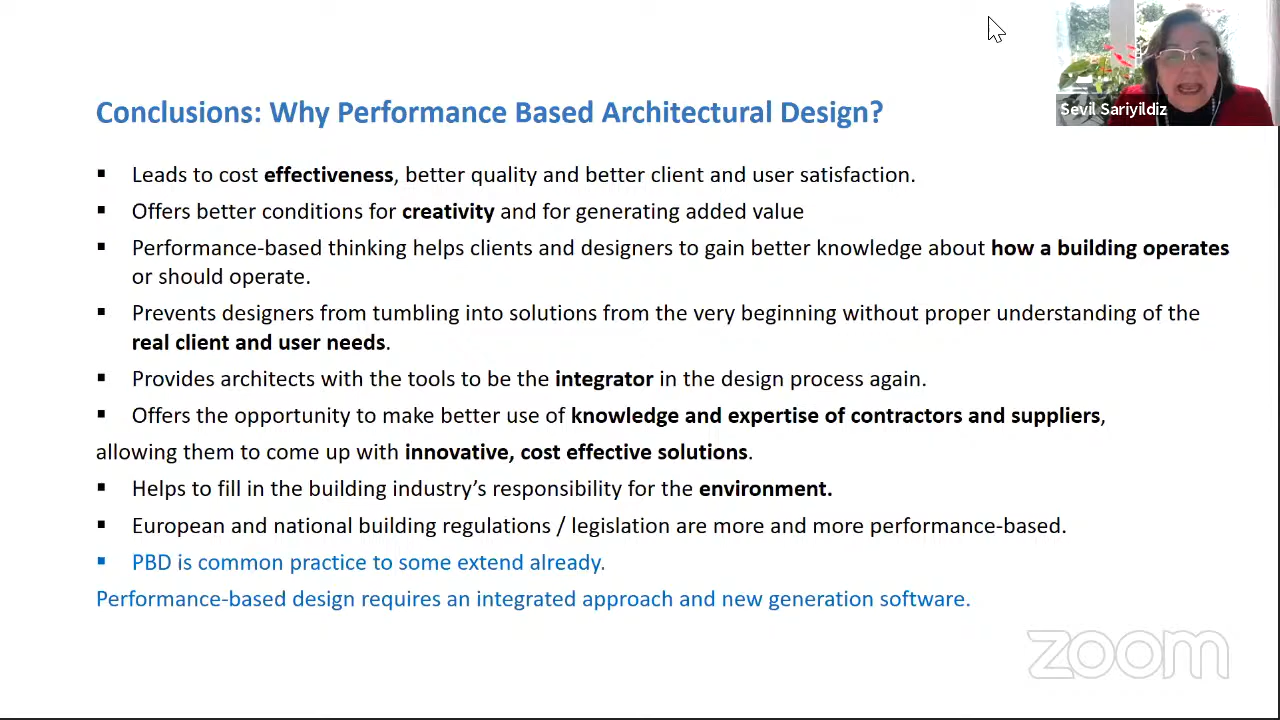 Sevil Sariyildiz
Conclusions: Why Performance Based Architectural Design?
▪ Leads to cost effectiveness, better quality and better client and user satisfaction.
▪ Offers better conditions for creativity and for generating added value
▪ Performance-based thinking helps clients and designers to gain better knowledge about how a building operates
or should operate.
▪ Prevents designers from tumbling into solutions from the very beginning without proper understanding of the
real client and user needs.
▪ Provides architects with the tools to be the integrator in the design process again.
▪ Offers the opportunity to make better use of knowledge and expertise of contractors and suppliers,
allowing them to come up with innovative, cost effective solutions.
▪ Helps to fill in the building industry’s responsibility for the environment.
▪ European and national building regulations / legislation are more and more performance-based.
▪ PBD is common practice to some extend already.
Performance-based design requires an integrated approach and new generation software.
zoom